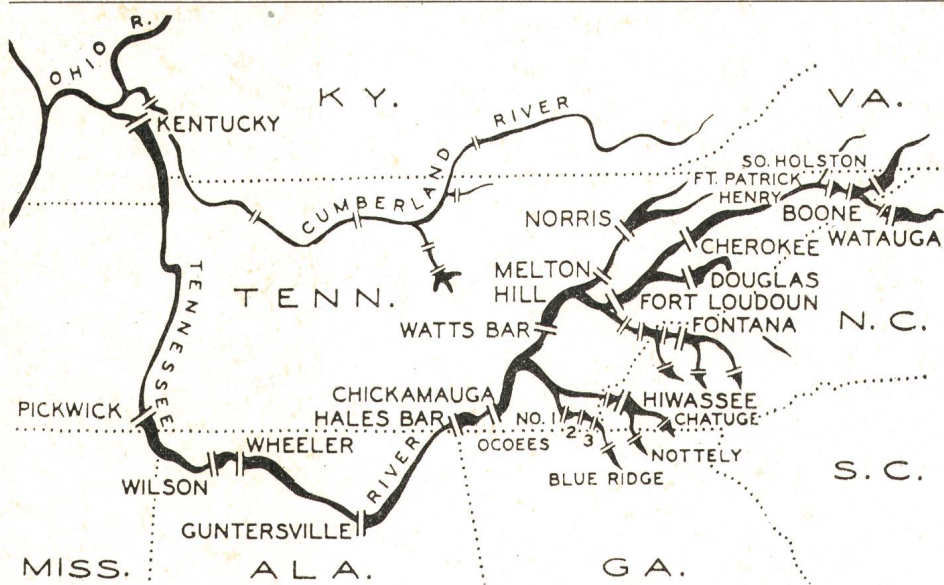 OHIO R.
KY.
RIVER
VA.
KENTUCKY
CUMBERLAND
SO. HOLSTON
FT. PATRICK
HENRY
BOONE
WATAUGA
NORRIS
CHEROKEE
MELTON
HILL
DOUGLAS
FORT LOUDOUN
FONTANA
N. C.
TENN.
TENNESSEE
WATTS BAR
CHICKAMAUGA
HALES BAR
HIWASSEE
CHATUGE
PICKWICK
NO. 1
2
3
OCOEES
NOTTELY
BLUE RIDGE
WHEELER
WILSON
RIVER
GUNTERSVILLE
S. C.
MISS.
ALA.
GA.